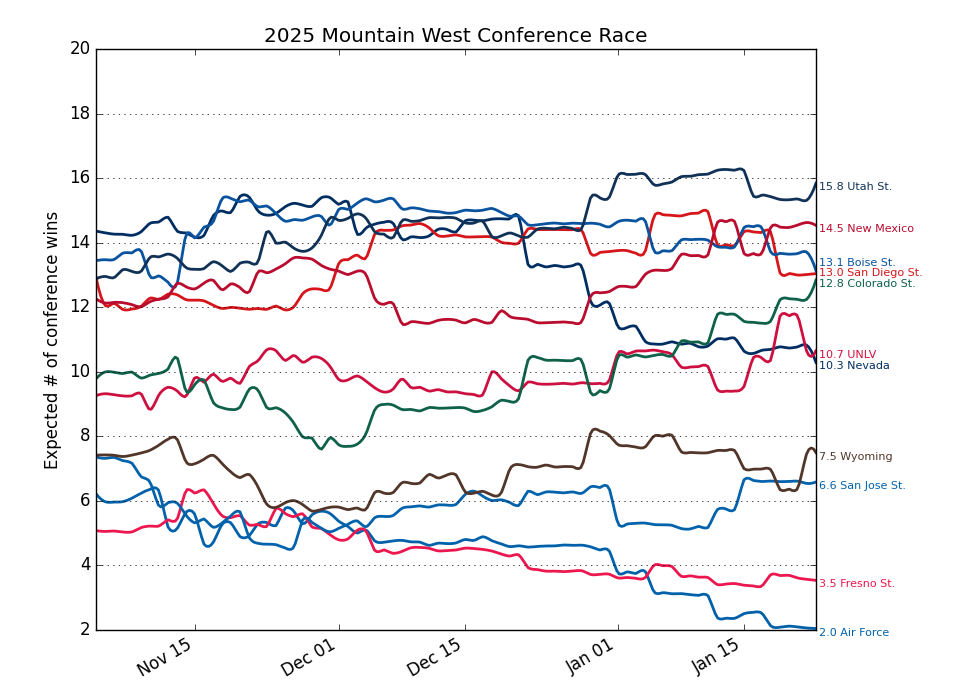 2025 Mountain West Conference Race
Expected # of conference wins
20
18
16
14
12
10
8
6
4
2
Nov 15
Dec 01
Dec 15
Jan 01
Jan 15
15.8 Utah St.
14.5 New Mexico
13.1 Boise St.
13.0 San Diego St.
12.8 Colorado St.
10.7 UNLV
10.3 Nevada
7.5 Wyoming
6.6 San Jose St.
3.5 Fresno St.
2.0 Air Force